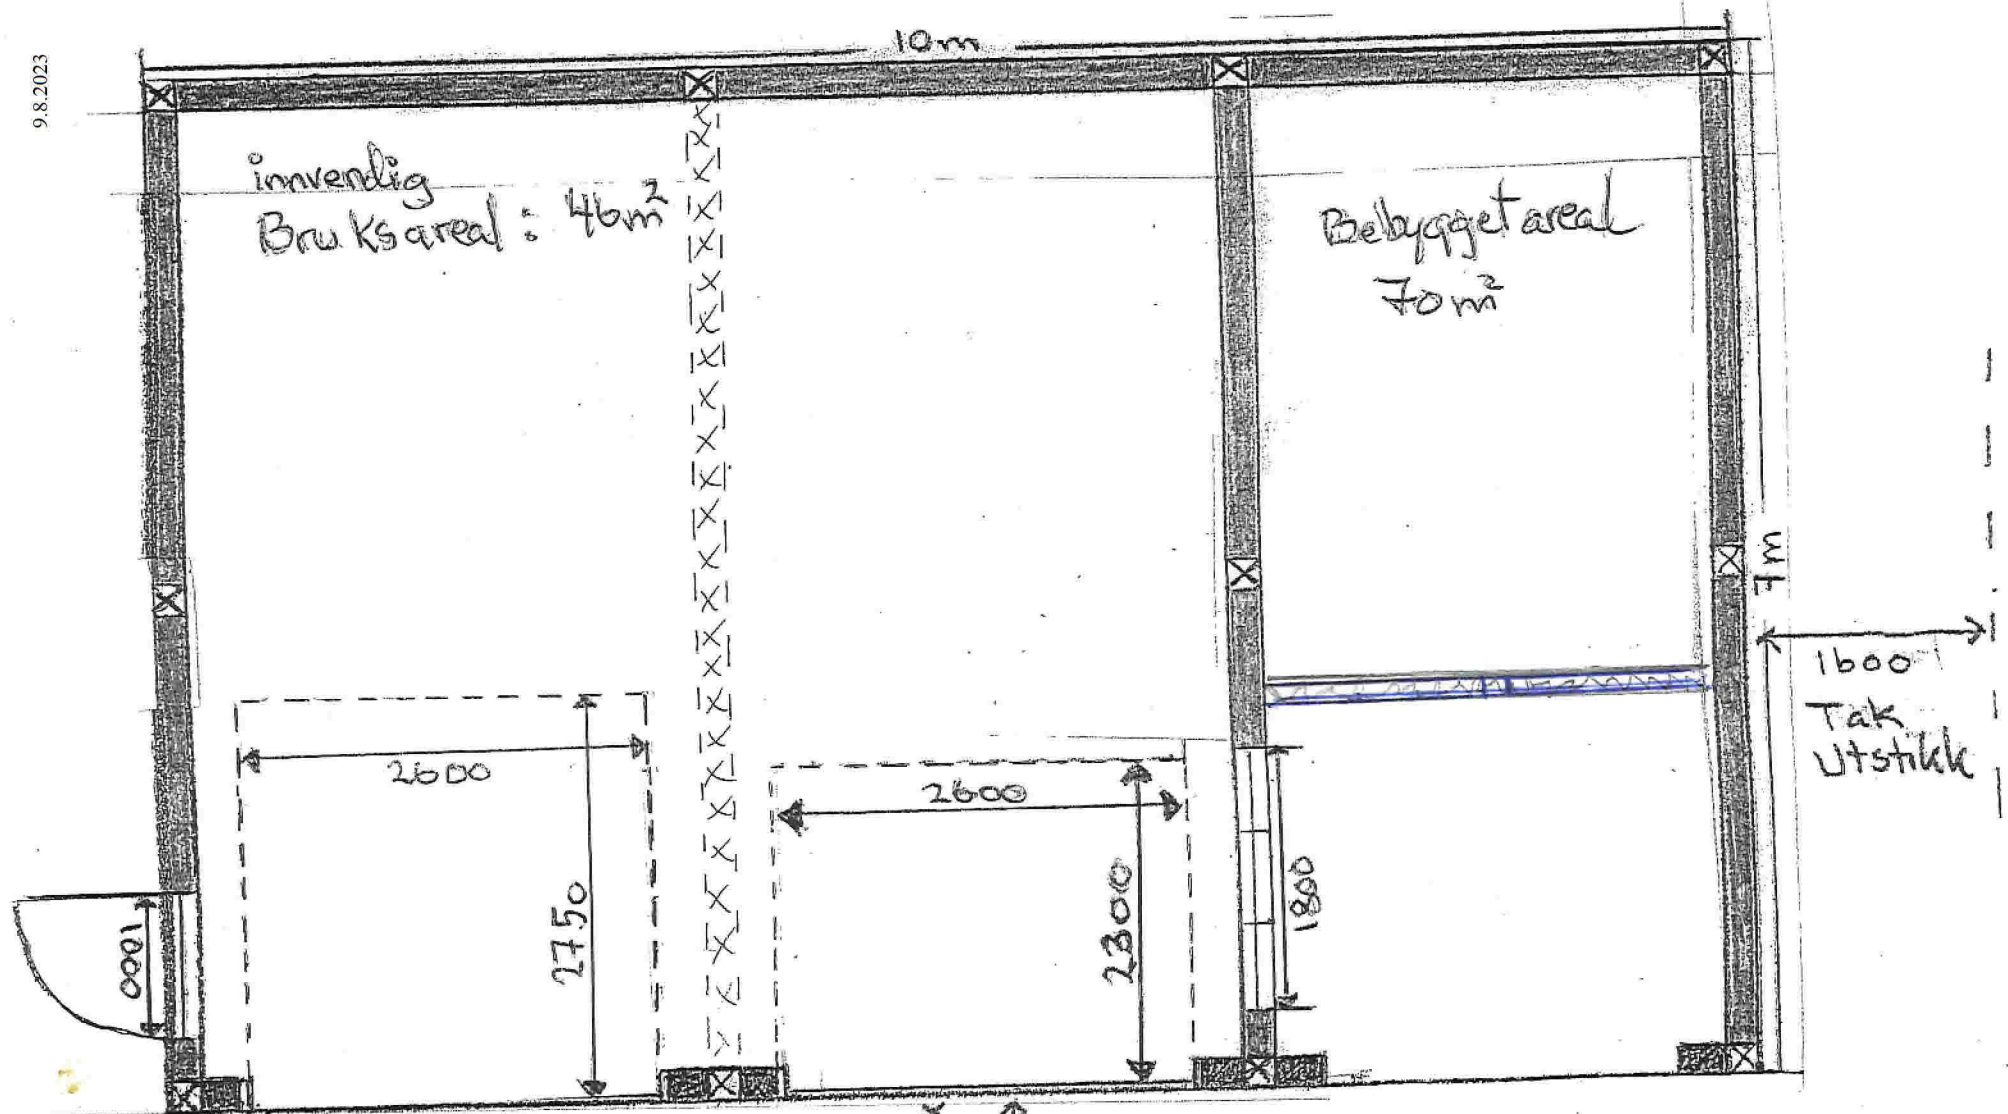 9.8.2023
10m
innvendig
Bruksareal : 46m²
Bebygget areal
70m²
7m
1600
Tak
Utstikk
2600
2600
2750
2300
1800
1000